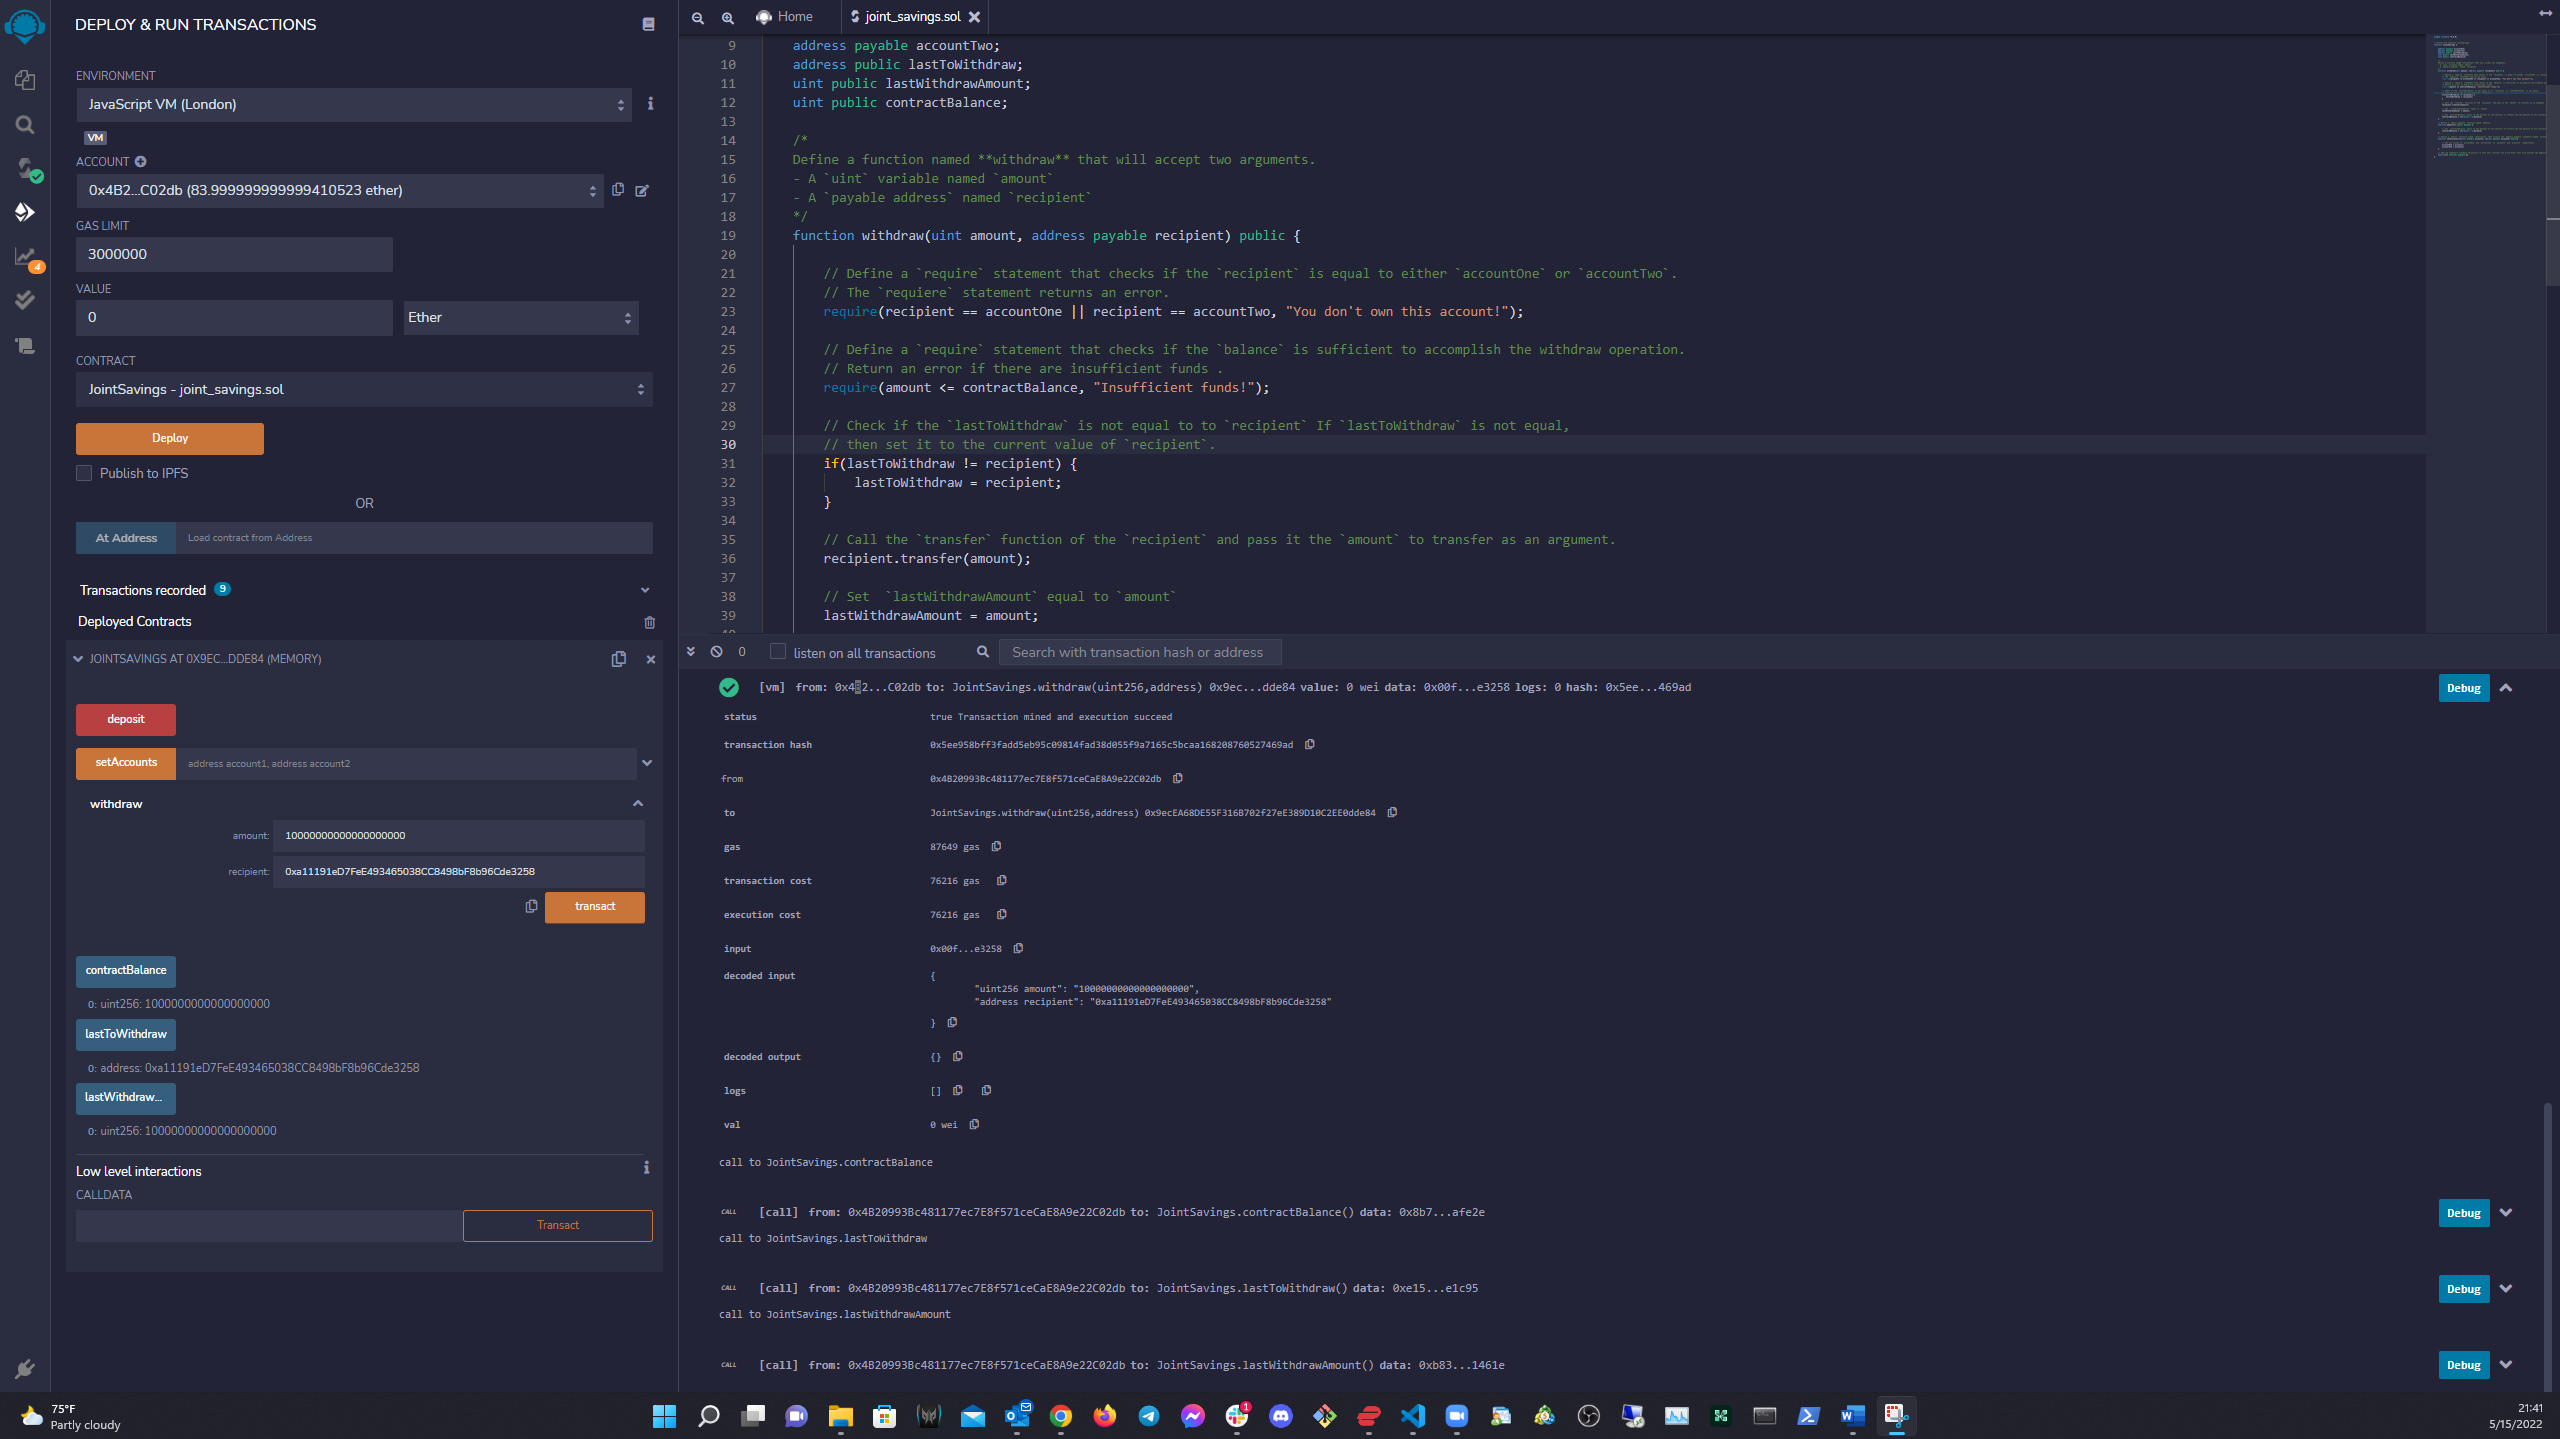 DEPLOY & RUN TRANSACTIONS
ENVIRONMENT
JavaScript VM (London)
VM
ACCOUNT
0x4B2...C02db (83.999999999999410523 ether)
GAS LIMIT
3000000
VALUE
0
Ether
CONTRACT
JointSavings - joint_savings.sol
Deploy
Publish to IPFS
OR
At Address
Load contract from Address
Transactions recorded 9
Deployed Contracts
JOINTSAVINGS AT 0X9EC...DDE84 (MEMORY)
deposit
setAccounts
address account1, address account2
withdraw
amount:
10000000000000000000
recipient:
0xa11191eD7FeE493465038CC8498bF8b96Cde3258
transact
contractBalance
0: uint256: 1000000000000000000
lastToWithdraw
0: address: 0xa11191eD7FeE493465038CC8498bF8b96Cde3258
lastWithdraw...
0: uint256: 10000000000000000000
Low level interactions
CALLDATA
Transact
4
Home
joint_savings.sol
9 address payable accountTwo;
10 address public lastToWithdraw;
11 uint public lastWithdrawAmount;
12 uint public contractBalance;
13
14 /*
15 Define a function named **withdraw** that will accept two arguments.
16 - A `uint` variable named `amount`
17 - A `payable address` named `recipient`
18 */
19 function withdraw(uint amount, address payable recipient) public {
20
21 // Define a `require` statement that checks if the `recipient` is equal to either `accountOne` or `accountTwo`.
22 // The `requiere` statement returns an error.
23 require(recipient == accountOne || recipient == accountTwo, "You don't own this account!");
24
25 // Define a `require` statement that checks if the `balance` is sufficient to accomplish the withdraw operation.
26 // Return an error if there are insufficient funds .
27 require(amount <= contractBalance, "Insufficient funds!");
28
29 // Check if the `lastToWithdraw` is not equal to to `recipient` If `lastToWithdraw` is not equal,
30 // then set it to the current value of `recipient`.
31 if(lastToWithdraw != recipient) {
32 lastToWithdraw = recipient;
33 }
34
35 // Call the `transfer` function of the `recipient` and pass it the `amount` to transfer as an argument.
36 recipient.transfer(amount);
37
38 // Set  `lastWithdrawAmount` equal to `amount`
39 lastWithdrawAmount = amount;
0
listen on all transactions
Search with transaction hash or address
[vm] from: 0x4B2...C02db to: JointSavings.withdraw(uint256,address) 0x9ec...dde84 value: 0 wei data: 0x00f...e3258 logs: 0 hash: 0x5ee...469ad
Debug
status true Transaction mined and execution succeed
transaction hash 0x5ee958bff3fadd5eb95c09814fad38d055f9a7165c5bcaa168208760527469ad
from 0x4B20993Bc481177ec7E8f571ceCaE8A9e22C02db
to JointSavings.withdraw(uint256,address) 0x9ecEA68DE55F316B702f27eE389D10C2EE0dde84
gas 87649 gas
transaction cost 76216 gas
execution cost 76216 gas
input 0x00f...e3258
decoded input {
"uint256 amount": "10000000000000000000",
"address recipient": "0xa11191eD7FeE493465038CC8498bF8b96Cde3258"
}
decoded output {}
logs []
val 0 wei
call to JointSavings.contractBalance
CALL [call] from: 0x4B20993Bc481177ec7E8f571ceCaE8A9e22C02db to: JointSavings.contractBalance() data: 0x8b7...afe2e
Debug
call to JointSavings.lastToWithdraw
CALL [call] from: 0x4B20993Bc481177ec7E8f571ceCaE8A9e22C02db to: JointSavings.lastToWithdraw() data: 0xe15...e1c95
Debug
call to JointSavings.lastWithdrawAmount
CALL [call] from: 0x4B20993Bc481177ec7E8f571ceCaE8A9e22C02db to: JointSavings.lastWithdrawAmount() data: 0xb83...1461e
Debug
75°F
Partly cloudy
1
21:41
5/15/2022